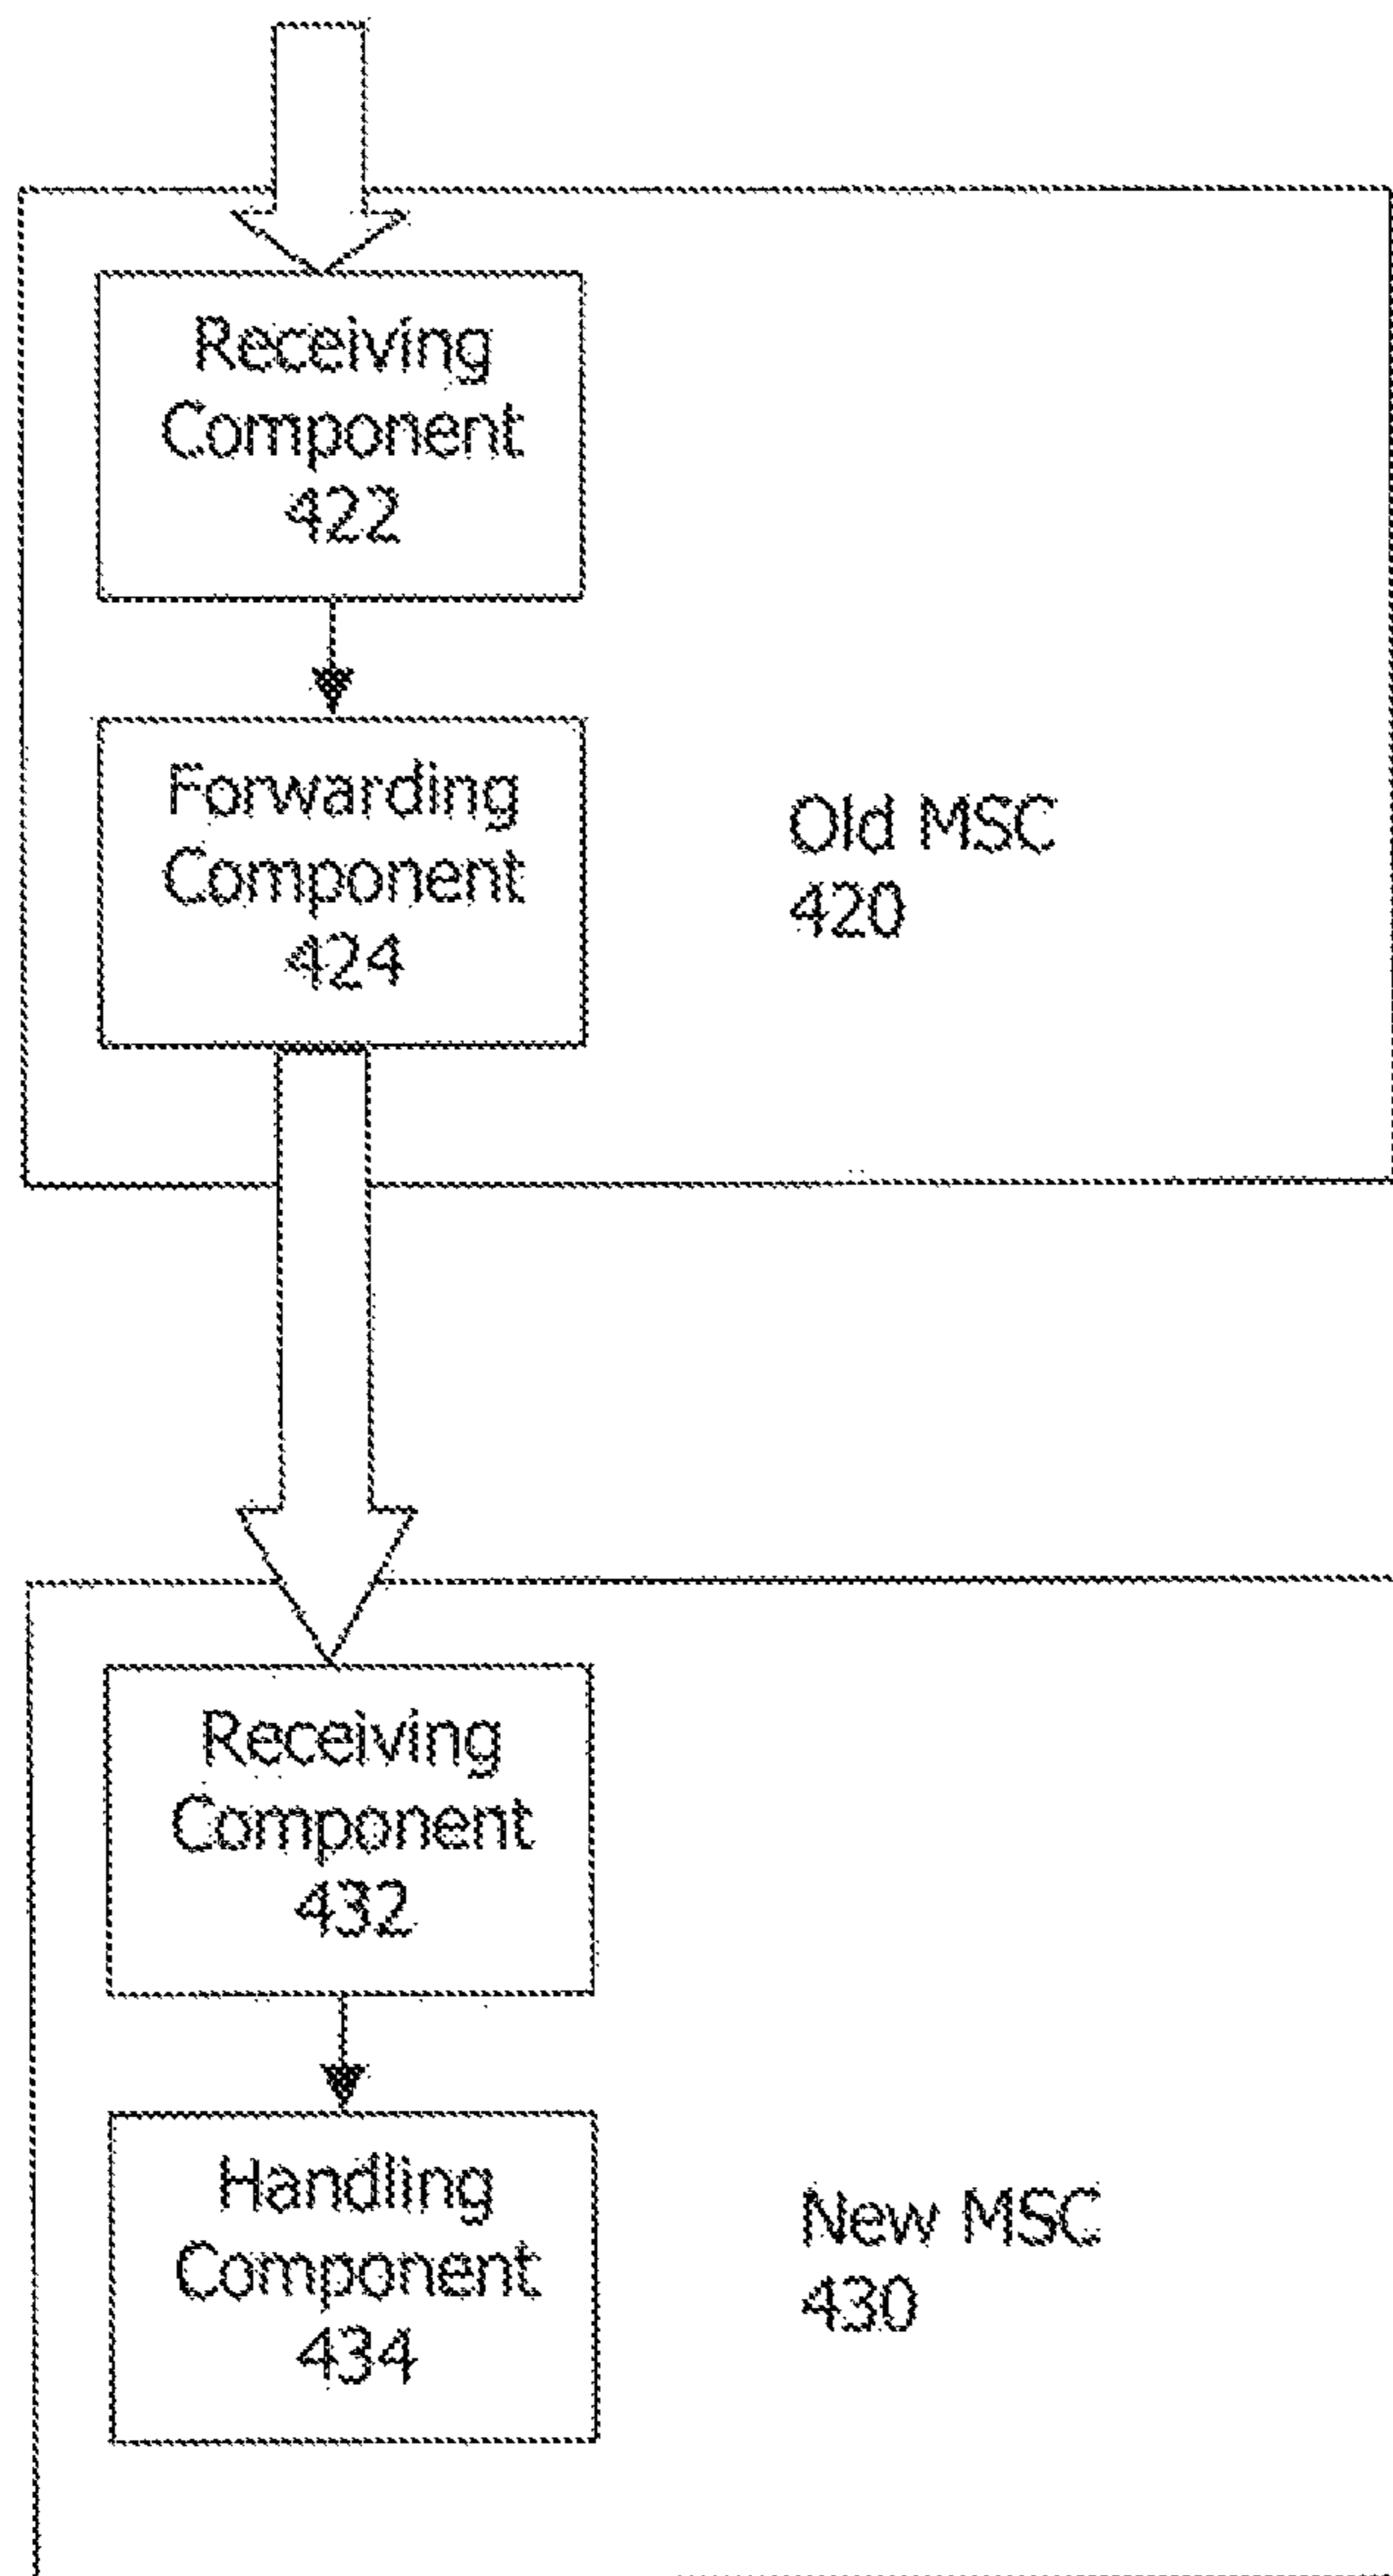 Receiving
Component
422
Forwarding
Component
424
Old MSC
420
Receiving
Component
432
Handling
Component
434
New MSC
430